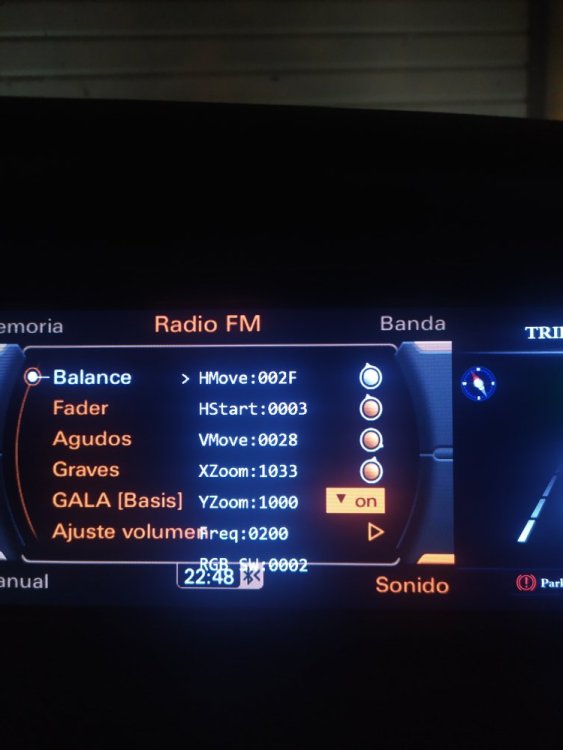 emoria Radio FM Banda
TRI
Balance > HMove:002F
Fader HStart:0003
Agudos VMove:0028
Graves XZoom:1033
GALA [Basis] YZoom:1000 ▼ on
Ajuste volumen Freq:0200
RGB SW:0002
anual 22:48 Sonido
Park